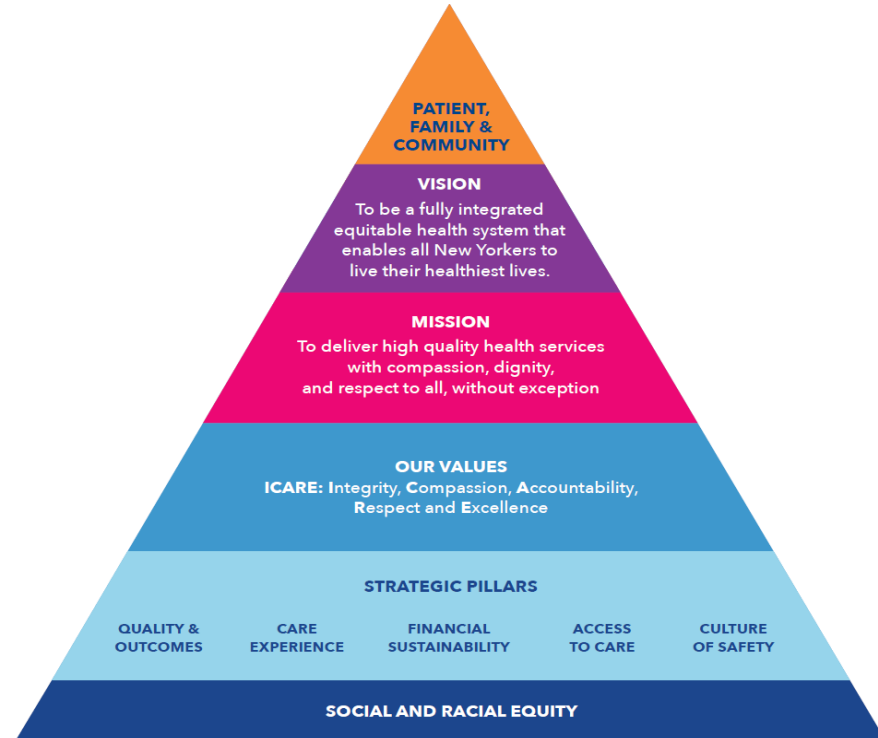 PATIENT,
FAMILY &
COMMUNITY
VISION
To be a fully integrated
equitable health system that
enables all New Yorkers to
live their healthiest lives.
MISSION
To deliver high quality health services
with compassion, dignity,
and respect to all, without exception
OUR VALUES
ICARE: Integrity, Compassion, Accountability,
Respect and Excellence
STRATEGIC PILLARS
QUALITY &
OUTCOMES
CARE
EXPERIENCE
FINANCIAL
SUSTAINABILITY
ACCESS
TO CARE
CULTURE
OF SAFETY
SOCIAL AND RACIAL EQUITY